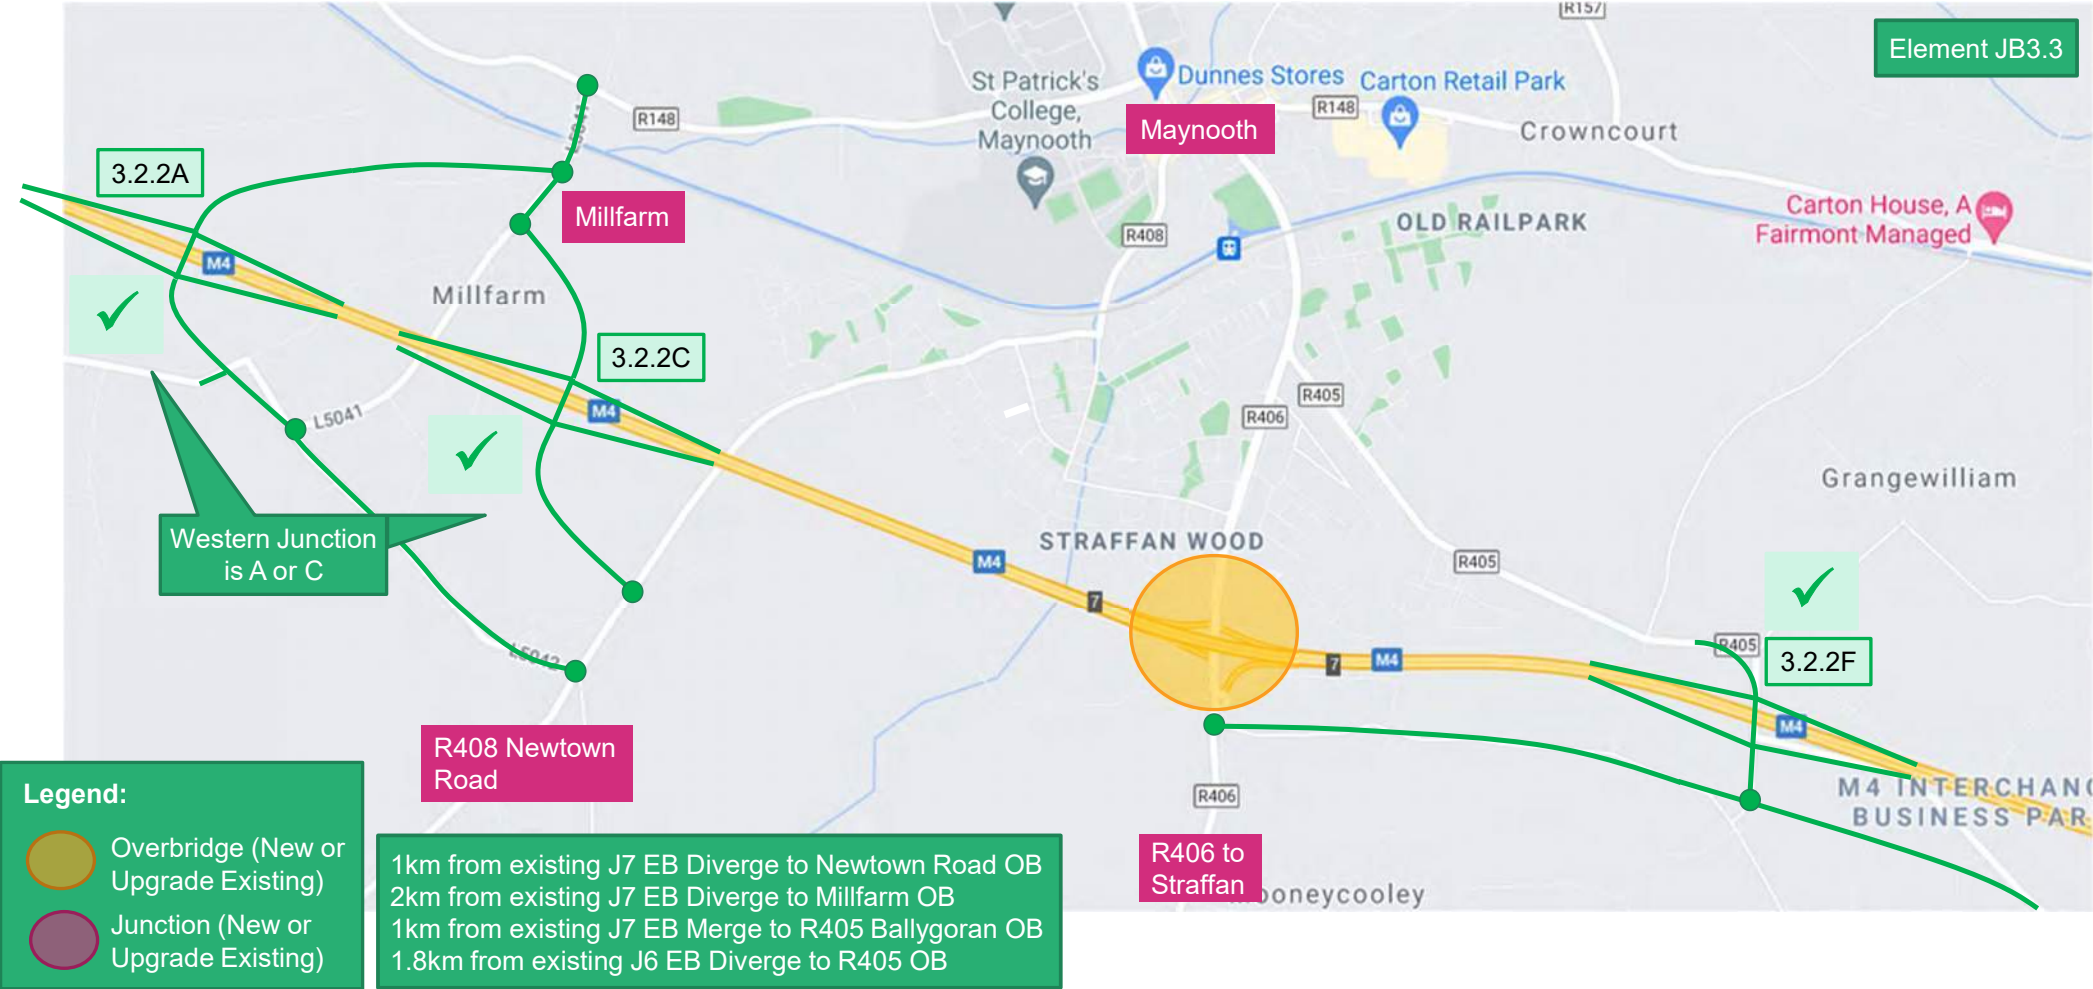 R157
Element JB3.3
St Patrick's
College,
Maynooth
Dunnes Stores
Carton Retail Park
R148
R148
L5041
Maynooth
Crowncourt
3.2.2A
Millfarm
Carton House, A
Fairmont Managed
OLD RAILPARK
R408
M4
Millfarm
3.2.2C
R405
M4
R406
L5041
Grangewilliam
Western Junction
is A or C
STRAFFAN WOOD
M4
R405
7
L5042
7
M4
R405
3.2.2F
M4
R408 Newtown
Road
R406
M4 INTERCHANG
BUSINESS PAR
Legend:
Overbridge (New or
Upgrade Existing)
Junction (New or
Upgrade Existing)
1km from existing J7 EB Diverge to Newtown Road OB
2km from existing J7 EB Diverge to Millfarm OB
1km from existing J7 EB Merge to R405 Ballygoran OB
1.8km from existing J6 EB Diverge to R405 OB
R406 to
Straffan
ooneycooley